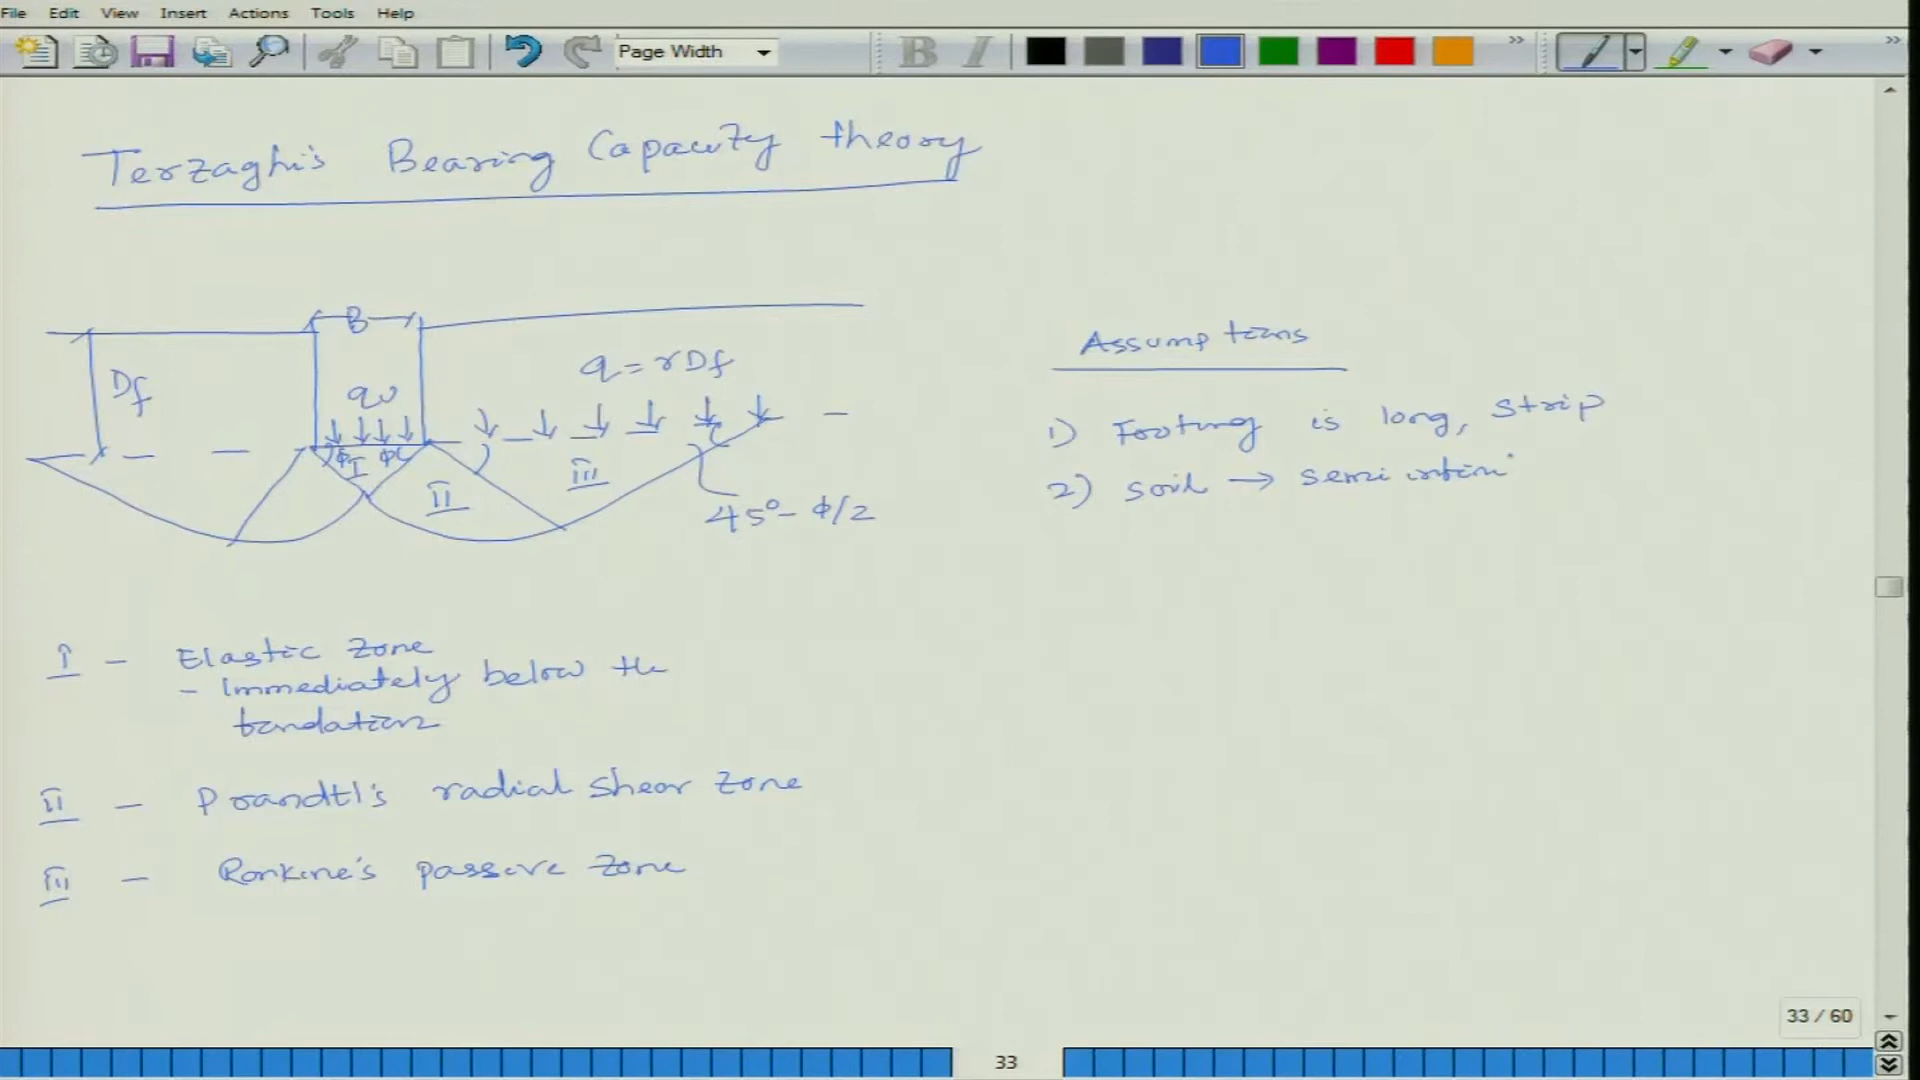 File Edit View Insert Actions Tools Help
Page Width
B I
Terzaghi's Bearing Capacity theory
B
Df
qu
q = γDf
φ φ
I
II
III
45° - φ/2
Assumptions
1) Footing is long, strip
2) soil → semi infini
I - Elastic Zone
- Immediately below the
foundation
II - Prandtl's radial shear zone
III - Rankine's passive zone
33 / 60
33